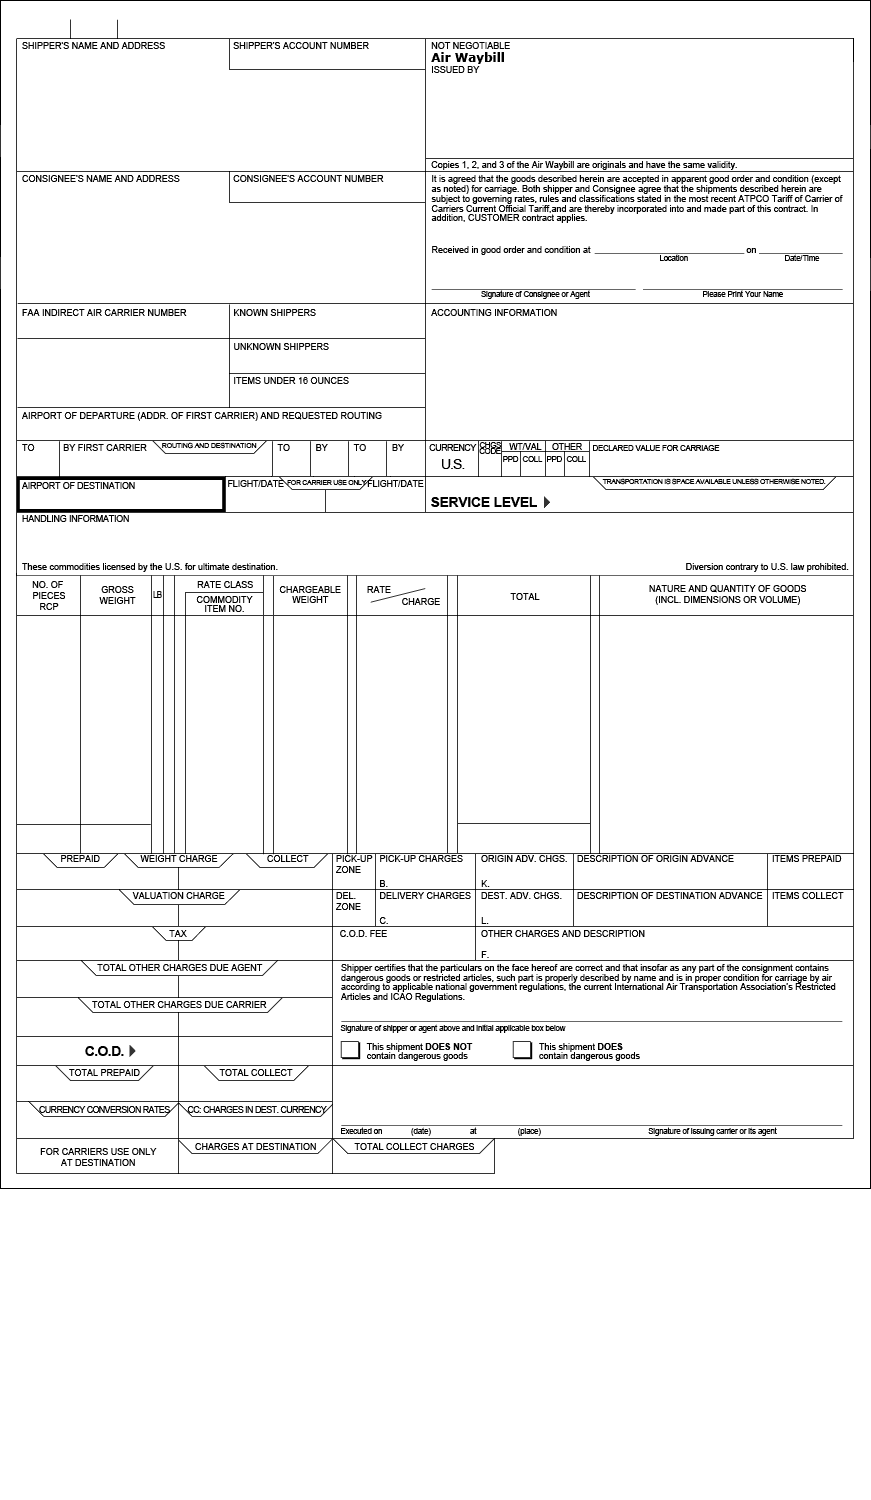 SHIPPER'S NAME AND ADDRESS
SHIPPER'S ACCOUNT NUMBER
NOT NEGOTIABLE
Air Waybill
ISSUED BY
Copies 1, 2, and 3 of the Air Waybill are originals and have the same validity.
CONSIGNEE'S NAME AND ADDRESS
CONSIGNEE'S ACCOUNT NUMBER
It is agreed that the goods described herein are accepted in apparent good order and condition (except
as noted) for carriage. Both shipper and Consignee agree that the shipments described herein are
subject to governing rates, rules and classifications stated in the most recent ATPCO Tariff of Carrier of
Carriers Current Official Tariff,and are thereby incorporated into and made part of this contract. In
addition, CUSTOMER contract applies.
Received in good order and condition at on
Location Date/Time
Signature of Consignee or Agent Please Print Your Name
FAA INDIRECT AIR CARRIER NUMBER
KNOWN SHIPPERS
ACCOUNTING INFORMATION
UNKNOWN SHIPPERS
ITEMS UNDER 16 OUNCES
AIRPORT OF DEPARTURE (ADDR. OF FIRST CARRIER) AND REQUESTED ROUTING
TO BY FIRST CARRIER ROUTING AND DESTINATION TO BY TO BY
CURRENCY CHGS CODE WT/VAL OTHER DECLARED VALUE FOR CARRIAGE
U.S. PPD COLL PPD COLL
AIRPORT OF DESTINATION
FLIGHT/DATE FOR CARRIER USE ONLY FLIGHT/DATE
TRANSPORTATION IS SPACE AVAILABLE UNLESS OTHERWISE NOTED.
SERVICE LEVEL
HANDLING INFORMATION
These commodities licensed by the U.S. for ultimate destination. Diversion contrary to U.S. law prohibited.
NO. OF
PIECES
RCP
GROSS
WEIGHT
LB
RATE CLASS
COMMODITY
ITEM NO.
CHARGEABLE
WEIGHT
RATE
CHARGE
TOTAL
NATURE AND QUANTITY OF GOODS
(INCL. DIMENSIONS OR VOLUME)
PREPAID WEIGHT CHARGE COLLECT
PICK-UP
ZONE
PICK-UP CHARGES
B.
ORIGIN ADV. CHGS.
K.
DESCRIPTION OF ORIGIN ADVANCE
ITEMS PREPAID
VALUATION CHARGE
DEL.
ZONE
DELIVERY CHARGES
C.
DEST. ADV. CHGS.
L.
DESCRIPTION OF DESTINATION ADVANCE
ITEMS COLLECT
TAX
C.O.D. FEE
OTHER CHARGES AND DESCRIPTION
F.
TOTAL OTHER CHARGES DUE AGENT
Shipper certifies that the particulars on the face hereof are correct and that insofar as any part of the consignment contains
dangerous goods or restricted articles, such part is properly described by name and is in proper condition for carriage by air
according to applicable national government regulations, the current International Air Transportation Association's Restricted
Articles and ICAO Regulations.
TOTAL OTHER CHARGES DUE CARRIER
Signature of shipper or agent above and initial applicable box below
C.O.D.
This shipment DOES NOT
contain dangerous goods
This shipment DOES
contain dangerous goods
TOTAL PREPAID TOTAL COLLECT
CURRENCY CONVERSION RATES CC: CHARGES IN DEST. CURRENCY
Executed on (date) at (place) Signature of issuing carrier or its agent
FOR CARRIERS USE ONLY
AT DESTINATION
CHARGES AT DESTINATION
TOTAL COLLECT CHARGES